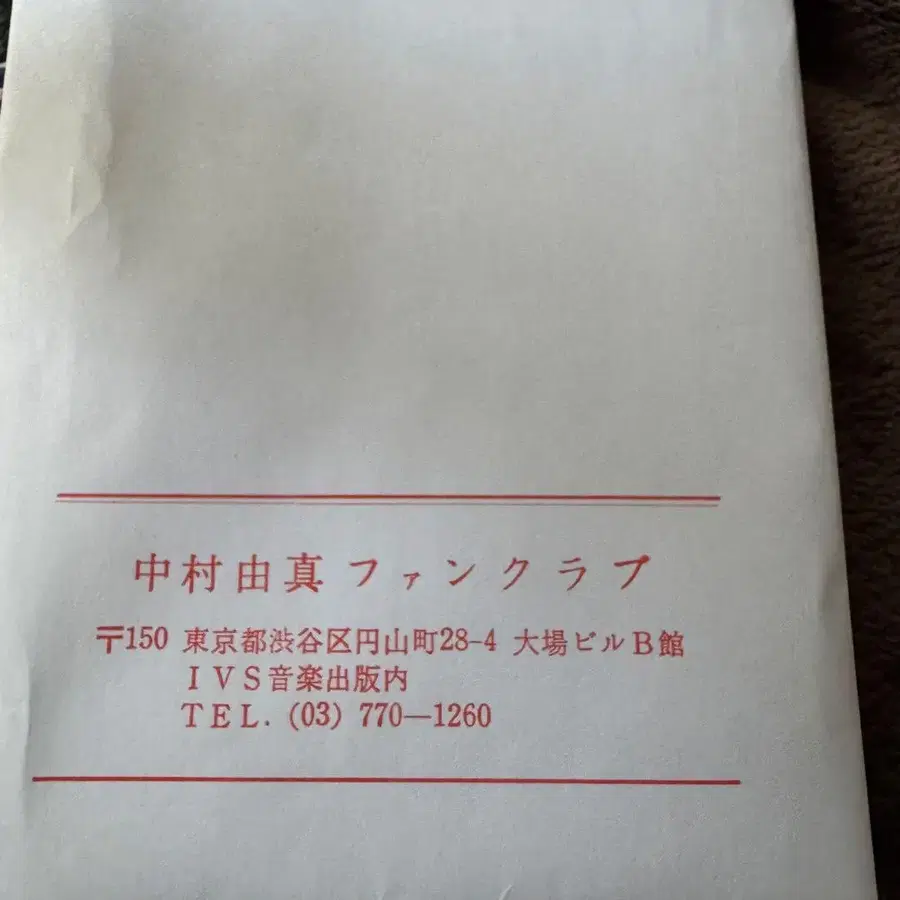 中村由真ファンクラブ
〒150 東京都渋谷区円山町28-4 大場ビルB館
IVS音楽出版内
TEL. (03) 770—1260